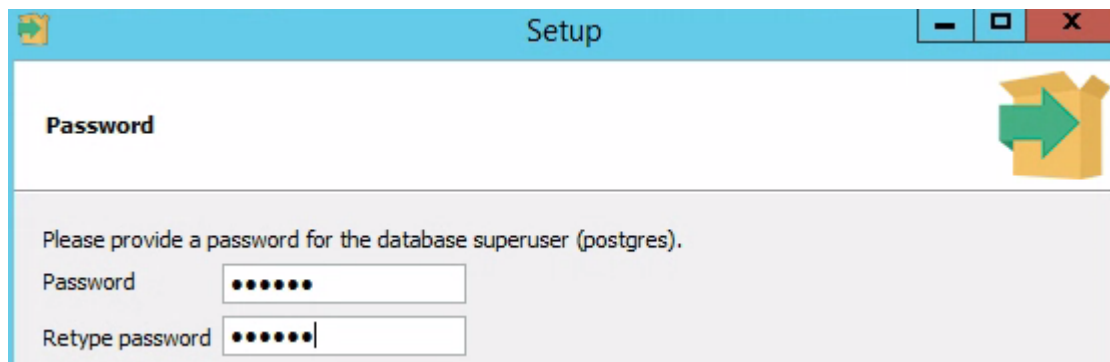 Setup
Password
Please provide a password for the database superuser (postgres).
Password ••••••
Retype password ••••••